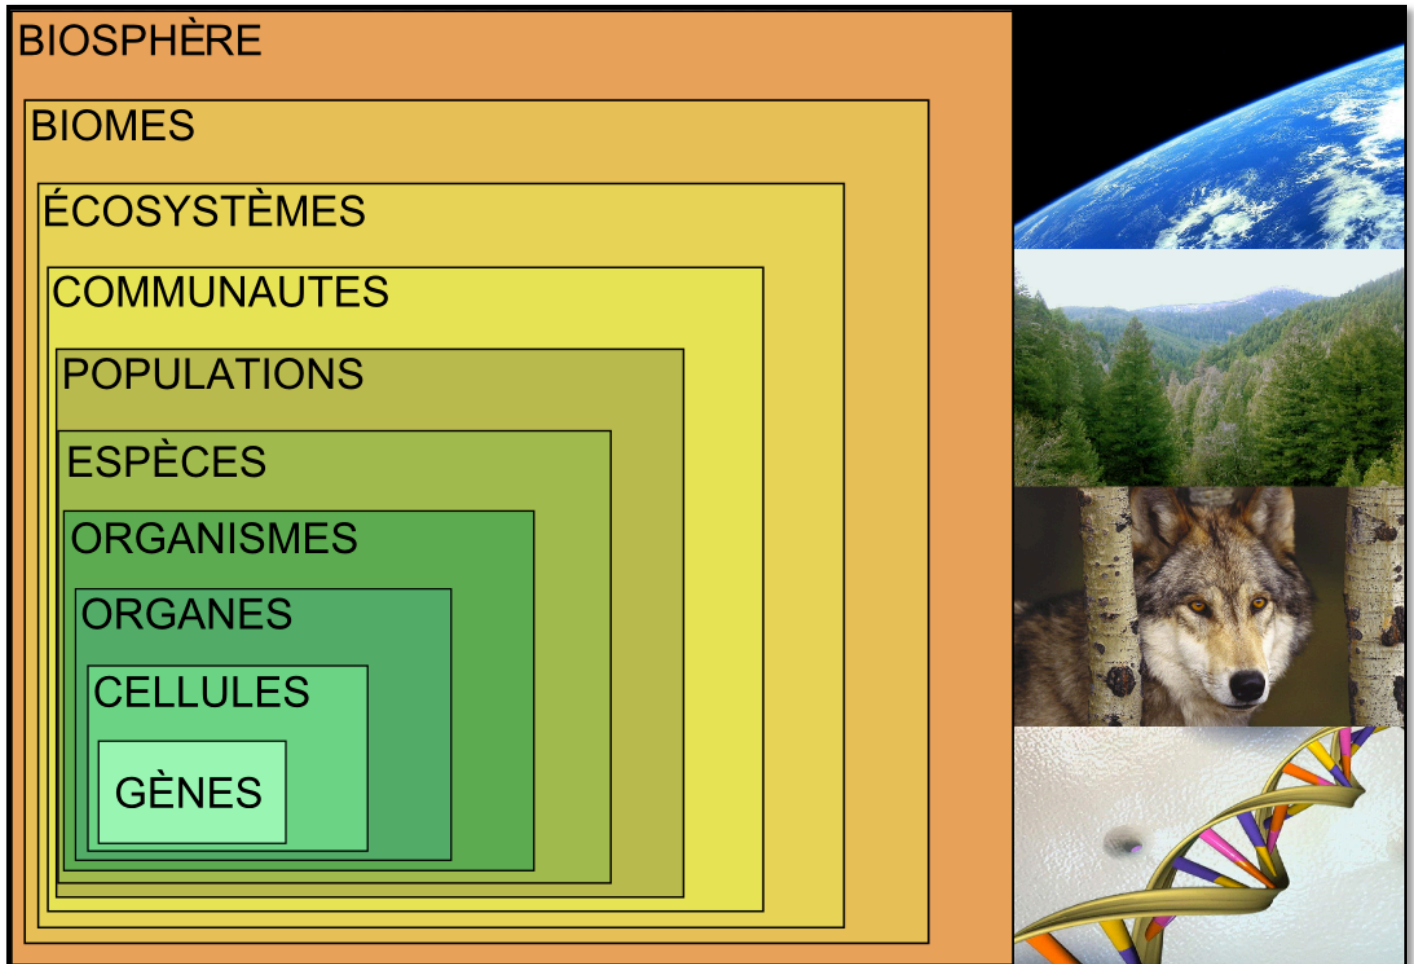 BIOSPHÈRE
BIOMES
ÉCOSYSTÈMES
COMMUNAUTES
POPULATIONS
ESPÈCES
ORGANISMES
ORGANES
CELLULES
GÈNES